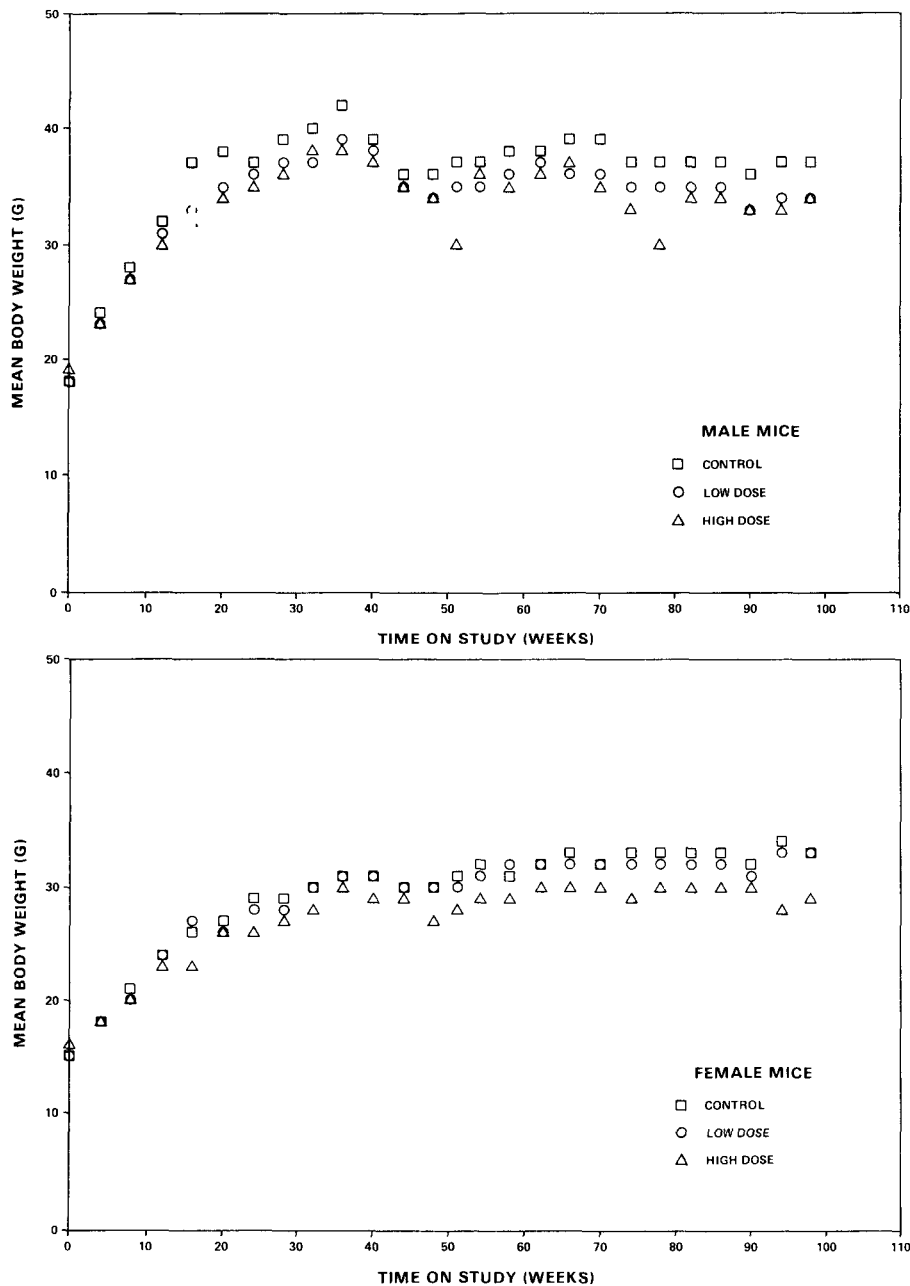 50
40
30
20
10
0
MEAN BODY WEIGHT (G)
MALE MICE
CONTROL
LOW DOSE
HIGH DOSE
0 10 20 30 40 50 60 70 80 90 100 110
TIME ON STUDY (WEEKS)
50
40
30
20
10
0
MEAN BODY WEIGHT (G)
FEMALE MICE
CONTROL
LOW DOSE
HIGH DOSE
0 10 20 30 40 50 60 70 80 90 100 110
TIME ON STUDY (WEEKS)